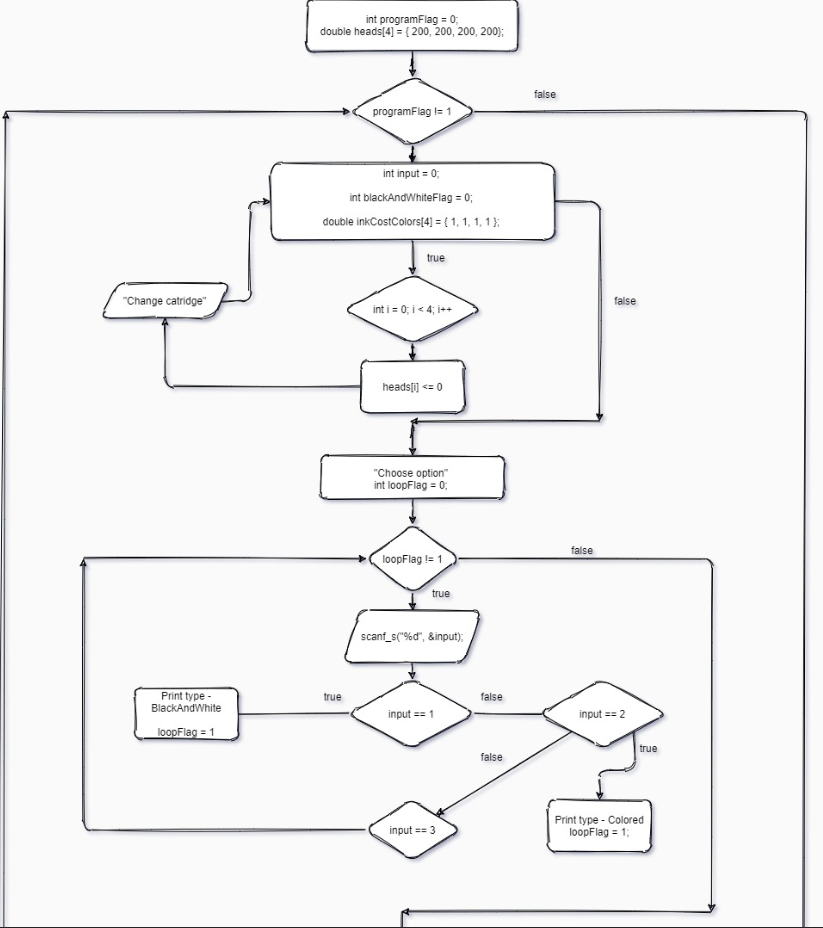 int programFlag = 0;
double heads[4] = { 200, 200, 200, 200};
false
programFlag != 1
int input = 0;
int blackAndWhiteFlag = 0;
double inkCostColors[4] = { 1, 1, 1, 1 };
true
"Change catridge"
false
int i = 0; i < 4; i++
heads[i] <= 0
"Choose option"
int loopFlag = 0;
false
loopFlag != 1
true
scanf_s("%d", &input);
Print type -
BlackAndWhite
loopFlag = 1
true
input == 1
false
input == 2
true
false
Print type - Colored
loopFlag = 1;
input == 3